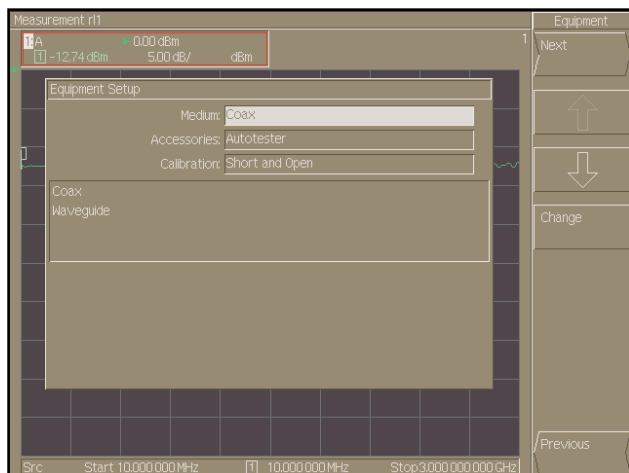 Measurement rl1
1: A 0.00 dBm
1 -12.74 dBm 5.00 dB/ dBm
1
Equipment Setup
Medium: Coax
Accessories: Autotester
Calibration: Short and Open
Coax
Waveguide
Src Start 10.000 000 MHz 1 10.000 000 MHz Stop 3.000 000 000 GHz
Equipment
Next
Change
Previous